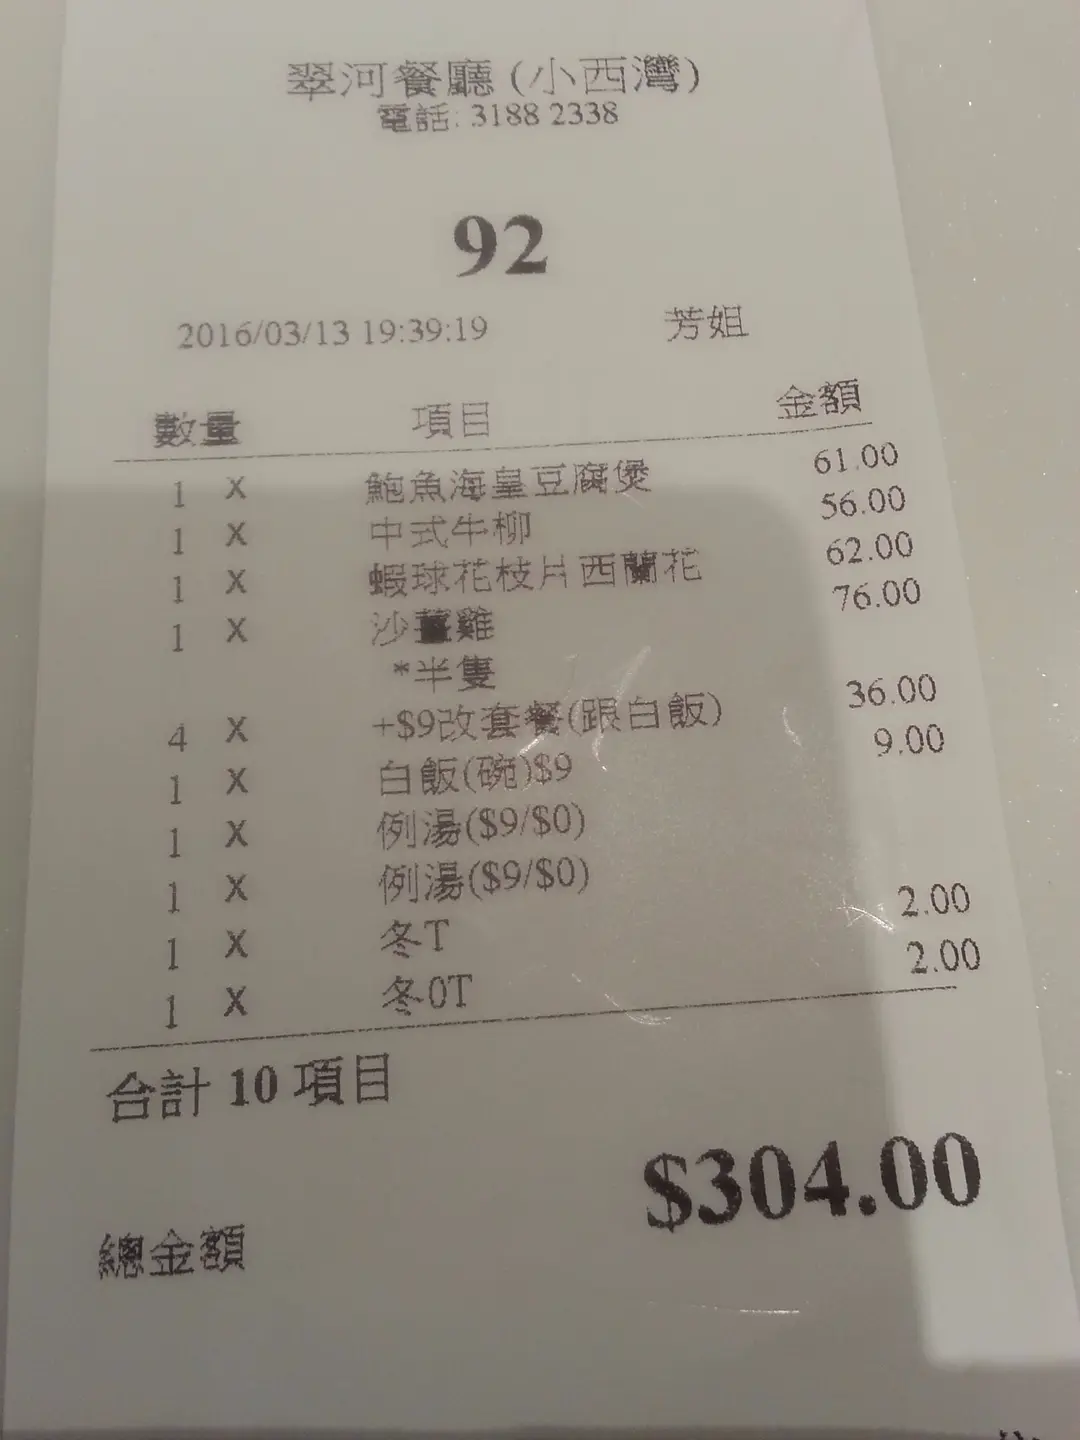 翠河餐廳 (小西灣)
電話: 3188 2338
92
2016/03/13 19:39:19 芳姐
數量 項目 金額
1 X 鮑魚海皇豆腐煲 61.00
1 X 中式牛柳 56.00
1 X 蝦球花枝片西蘭花 62.00
1 X 沙薑雞 76.00
*半隻
4 X +$9改套餐(跟白飯) 36.00
1 X 白飯(碗)$9 9.00
1 X 例湯($9/$0)
1 X 例湯($9/$0)
1 X 冬T 2.00
1 X 冬0T 2.00
合計 10 項目
$304.00
總金額